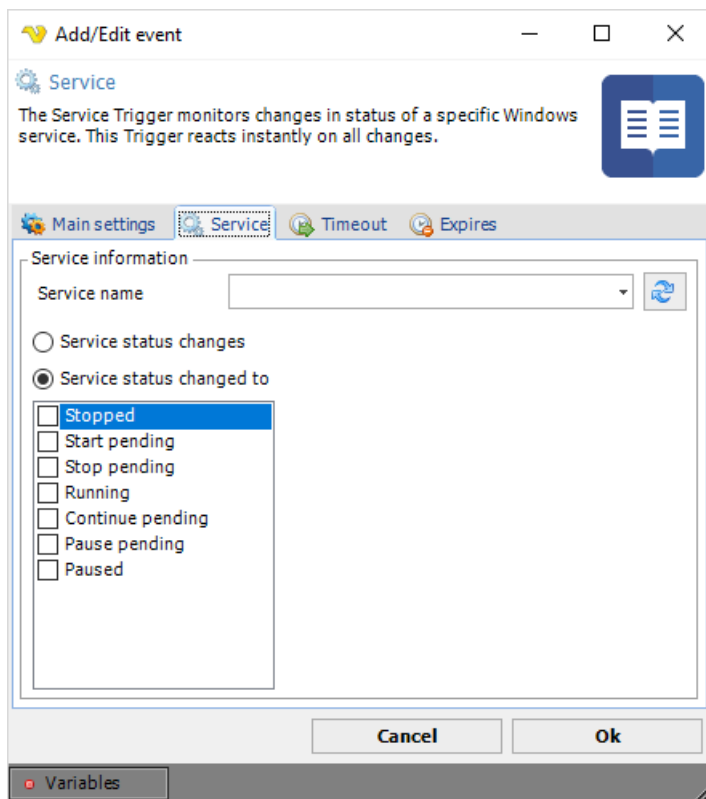 Add/Edit event
Service
The Service Trigger monitors changes in status of a specific Windows
service. This Trigger reacts instantly on all changes.
Main settings Service Timeout Expires
Service information
Service name
Service status changes
Service status changed to
Stopped
Start pending
Stop pending
Running
Continue pending
Pause pending
Paused
Cancel Ok
Variables